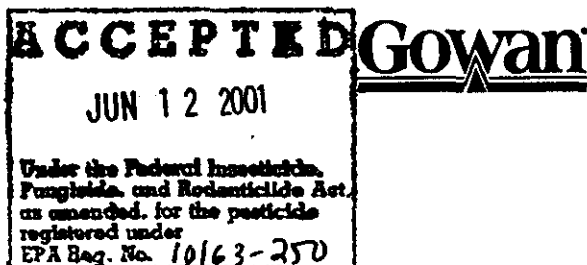 ACCEPTED
Gowan
JUN 12 2001
Under the Federal Insecticide,
Fungicide, and Rodenticide Act,
as amended, for the pesticide
registered under
EPA Reg. No. 10163-250